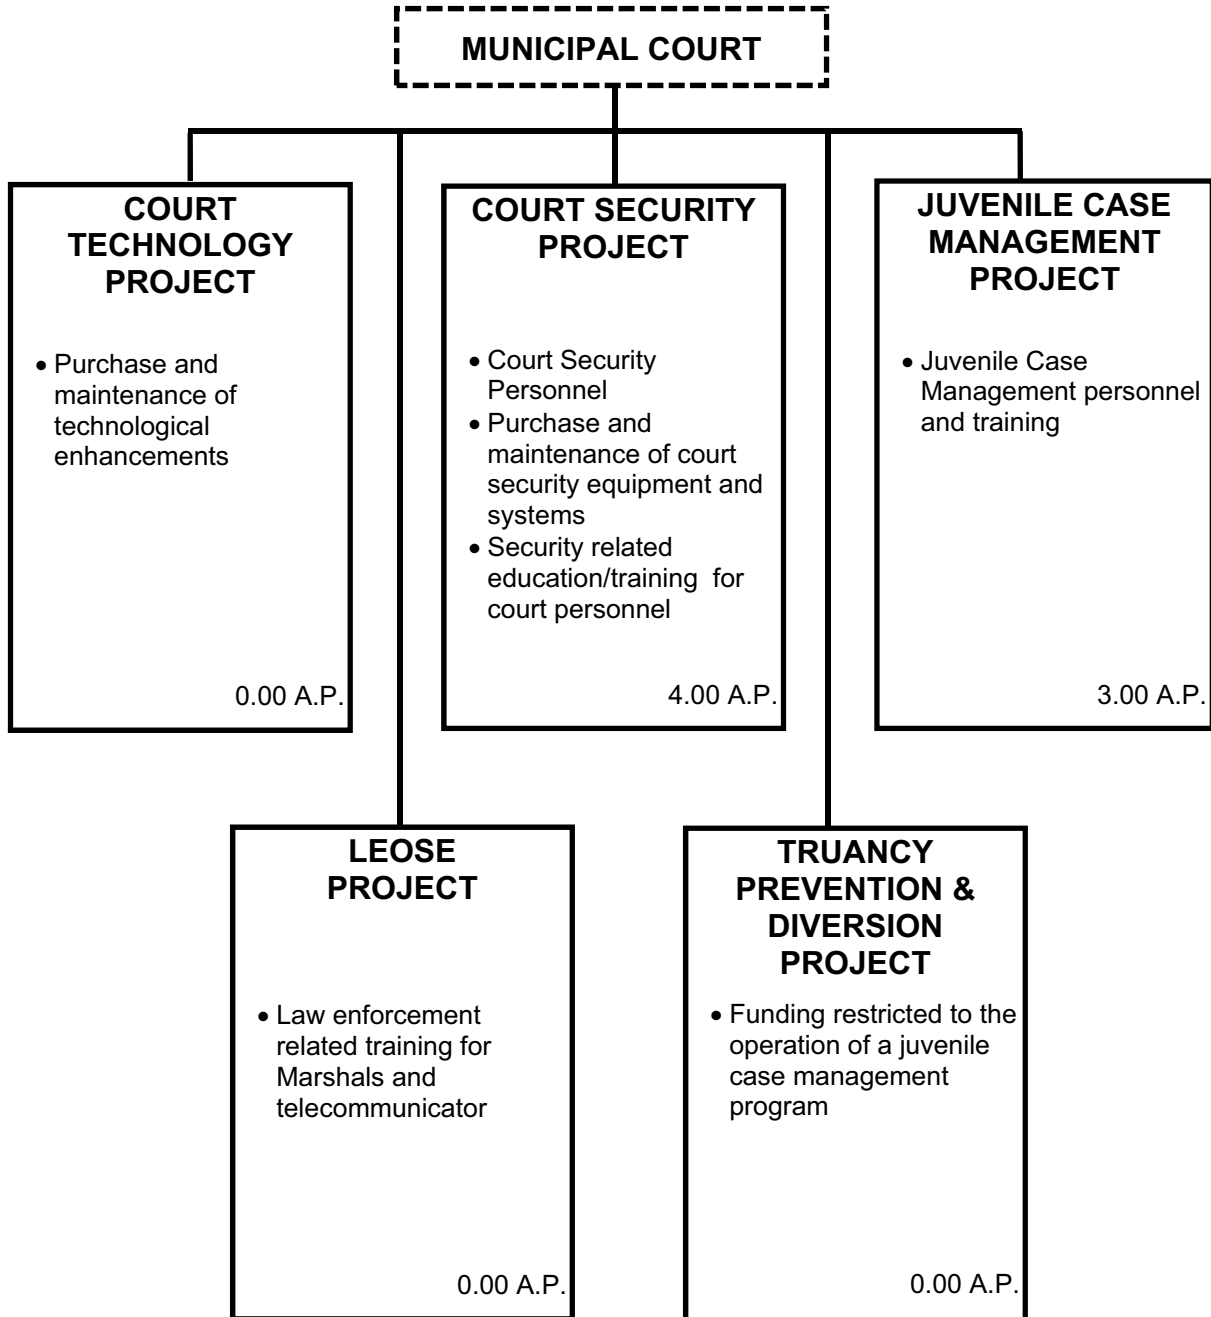 MUNICIPAL COURT
COURT
TECHNOLOGY
PROJECT
• Purchase and
maintenance of
technological
enhancements
0.00 A.P.
COURT SECURITY
PROJECT
• Court Security
Personnel
• Purchase and
maintenance of court
security equipment and
systems
• Security related
education/training  for
court personnel
4.00 A.P.
JUVENILE CASE
MANAGEMENT
PROJECT
• Juvenile Case
Management personnel
and training
3.00 A.P.
LEOSE
PROJECT
• Law enforcement
related training for
Marshals and
telecommunicator
0.00 A.P.
TRUANCY
PREVENTION &
DIVERSION
PROJECT
• Funding restricted to the
operation of a juvenile
case management
program
0.00 A.P.